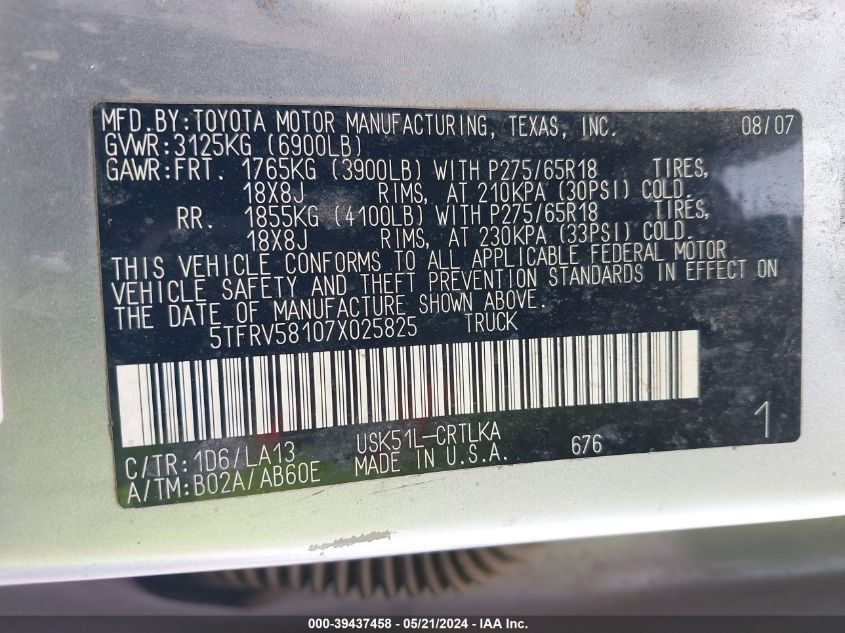 MFD.BY:TOYOTA MOTOR MANUFACTURING, TEXAS, INC. 08/07
GVWR:3125KG (6900LB)
GAWR:FRT. 1765KG (3900LB) WITH P275/65R18 TIRES,
18X8J RIMS, AT 210KPA (30PSI) COLD.
RR. 1855KG (4100LB) WITH P275/65R18 TIRES,
18X8J RIMS, AT 230KPA (33PSI) COLD.
THIS VEHICLE CONFORMS TO ALL APPLICABLE FEDERAL MOTOR
VEHICLE SAFETY AND THEFT PREVENTION STANDARDS IN EFFECT ON
THE DATE OF MANUFACTURE SHOWN ABOVE.
5TFRV58107X025825 TRUCK
C/TR:1D6/LA13 USK51L-CRTLKA 676 1
A/TM:B02A/AB60E MADE IN U.S.A.
000-39437458 - 05/21/2024 - IAA Inc.